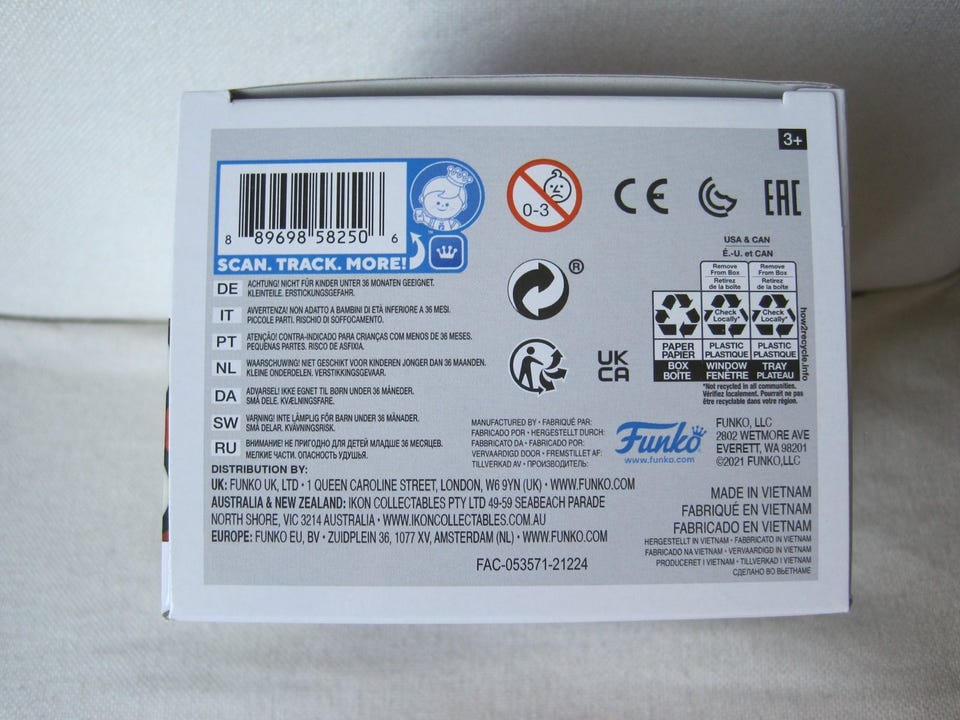 3+
8 89698 58250 6
SCAN. TRACK. MORE!
0-3
CE
EAC
®
UK
CA
USA & CAN
É.-U. et CAN
Remove From Box
Retirez de la boîte
Remove From Box
Retirez de la boîte
Check Locally*
Check Locally*
PAPER
PAPIER
PLASTIC
PLASTIQUE
PLASTIC
PLASTIQUE
BOX
BOÎTE
WINDOW
FENÊTRE
TRAY
PLATEAU
how2recycle.info
*Not recycled in all communities.
Vérifiez localement. Pourrait ne pas
être recyclable dans votre région.
DE ACHTUNG! NICHT FÜR KINDER UNTER 36 MONATEN GEEIGNET.
KLEINTEILE. ERSTICKUNGSGEFAHR.
IT AVVERTENZA! NON ADATTO A BAMBINI DI ETÀ INFERIORE A 36 MESI.
PICCOLE PARTI. RISCHIO DI SOFFOCAMENTO.
PT ATENÇÃO! CONTRA-INDICADO PARA CRIANÇAS COM MENOS DE 36 MESES.
PEQUENAS PARTES. RISCO DE ASFIXIA.
NL WAARSCHUWING! NIET GESCHIKT VOOR KINDEREN JONGER DAN 36 MAANDEN.
KLEINE ONDERDELEN. VERSTIKKINGSGEVAAR.
DA ADVARSEL! IKKE EGNET TIL BØRN UNDER 36 MÅNEDER.
SMÅ DELE. KVÆLNINGSFARE.
SW VARNING! INTE LÄMPLIG FÖR BARN UNDER 36 MÅNADER.
SMÅ DELAR. KVÄVNINGSRISK.
RU ВНИМАНИЕ! НЕ ПРИГОДНО ДЛЯ ДЕТЕЙ МЛАДШЕ 36 МЕСЯЦЕВ.
МЕЛКИЕ ЧАСТИ. ОПАСНОСТЬ УДУШЬЯ.
MANUFACTURED BY • FABRIQUÉ PAR:
FABRICADO POR • HERGESTELLT DURCH:
FABBRICATO DA • FABRICADO POR:
VERVAARDIGD DOOR • FREMSTILLET AF:
TILLVERKAD AV • ПРОИЗВОДИТЕЛЬ:
Funko
www.funko.com
FUNKO, LLC
2802 WETMORE AVE
EVERETT, WA 98201
©2021 FUNKO,LLC
DISTRIBUTION BY:
UK: FUNKO UK, LTD • 1 QUEEN CAROLINE STREET, LONDON, W6 9YN (UK) • WWW.FUNKO.COM
AUSTRALIA & NEW ZEALAND: IKON COLLECTABLES PTY LTD 49-59 SEABEACH PARADE
NORTH SHORE, VIC 3214 AUSTRALIA • WWW.IKONCOLLECTABLES.COM.AU
EUROPE: FUNKO EU, BV • ZUIDPLEIN 36, 1077 XV, AMSTERDAM (NL) • WWW.FUNKO.COM
FAC-053571-21224
MADE IN VIETNAM
FABRIQUÉ EN VIETNAM
FABRICADO EN VIETNAM
HERGESTELLT IN VIETNAM • FABBRICATO IN VIETNAM
FABRICADO NA VIETNAM • VERVAARDIGD IN VIETNAM
PRODUCERET I VIETNAM • TILLVERKAD I VIETNAM
СДЕЛАНО ВО ВЬЕТНАМЕ